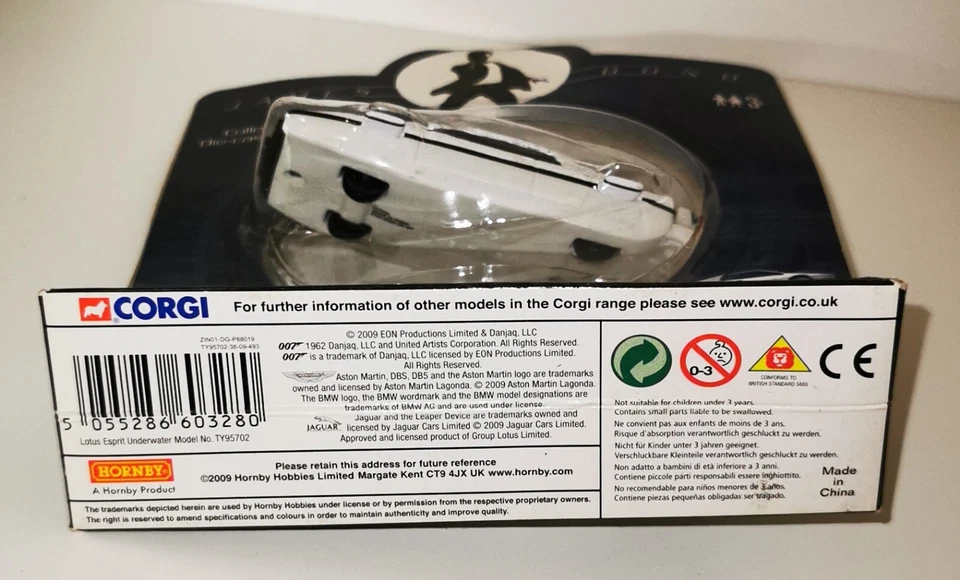 JAMES BOND
CORGI
For further information of other models in the Corgi range please see www.corgi.co.uk
ZIN01-DG-P68019
TY95702-38-09-493
5 055286 603280
Lotus Esprit Underwater Model No. TY95702
HORNBY
A Hornby Product
© 2009 EON Productions Limited & Danjaq, LLC
007 1962 Danjaq, LLC and United Artists Corporation. All Rights Reserved.
007 is a trademark of Danjaq, LLC licensed by EON Productions Limited.
All Rights Reserved.
Aston Martin, DB5, DB5 and the Aston Martin logo are trademarks
owned and licensed by Aston Martin Lagonda. © 2009 Aston Martin Lagonda.
The BMW logo, the BMW wordmark and the BMW model designations are
trademarks of BMW AG and are used under license.
Jaguar and the Leaper Device are trademarks owned and
JAGUAR licensed by Jaguar Cars Limited © 2009 Jaguar Cars Limited.
Approved and licensed product of Group Lotus Limited.
Please retain this address for future reference
©2009 Hornby Hobbies Limited Margate Kent CT9 4JX UK www.hornby.com
The trademarks depicted herein are used by Hornby Hobbies under license or by permission from the respective proprietary owners.
The right is reserved to amend specifications and colours in order to maintain authenticity and improve quality.
0-3
CONFORMS TO
BRITISH STANDARD 5665
CE
Not suitable for children under 3 years.
Contains small parts liable to be swallowed.
Ne convient pas aux enfants de moins de 3 ans.
Risque d'absorption verantwortlich geschluckt zu werden.
Nicht für Kinder unter 3 jahren geeignet.
Verschluckbare Kleinteile verantwortlich geschluckt zu werden.
Non adatto a bambini di età inferiore a 3 anni.
Contiene piccole parti responsabili essere inghiottito.
No recomendable para niños menores de 3 años.
Contiene piezas pequeñas obligadas ser tragado.
Made
in
China